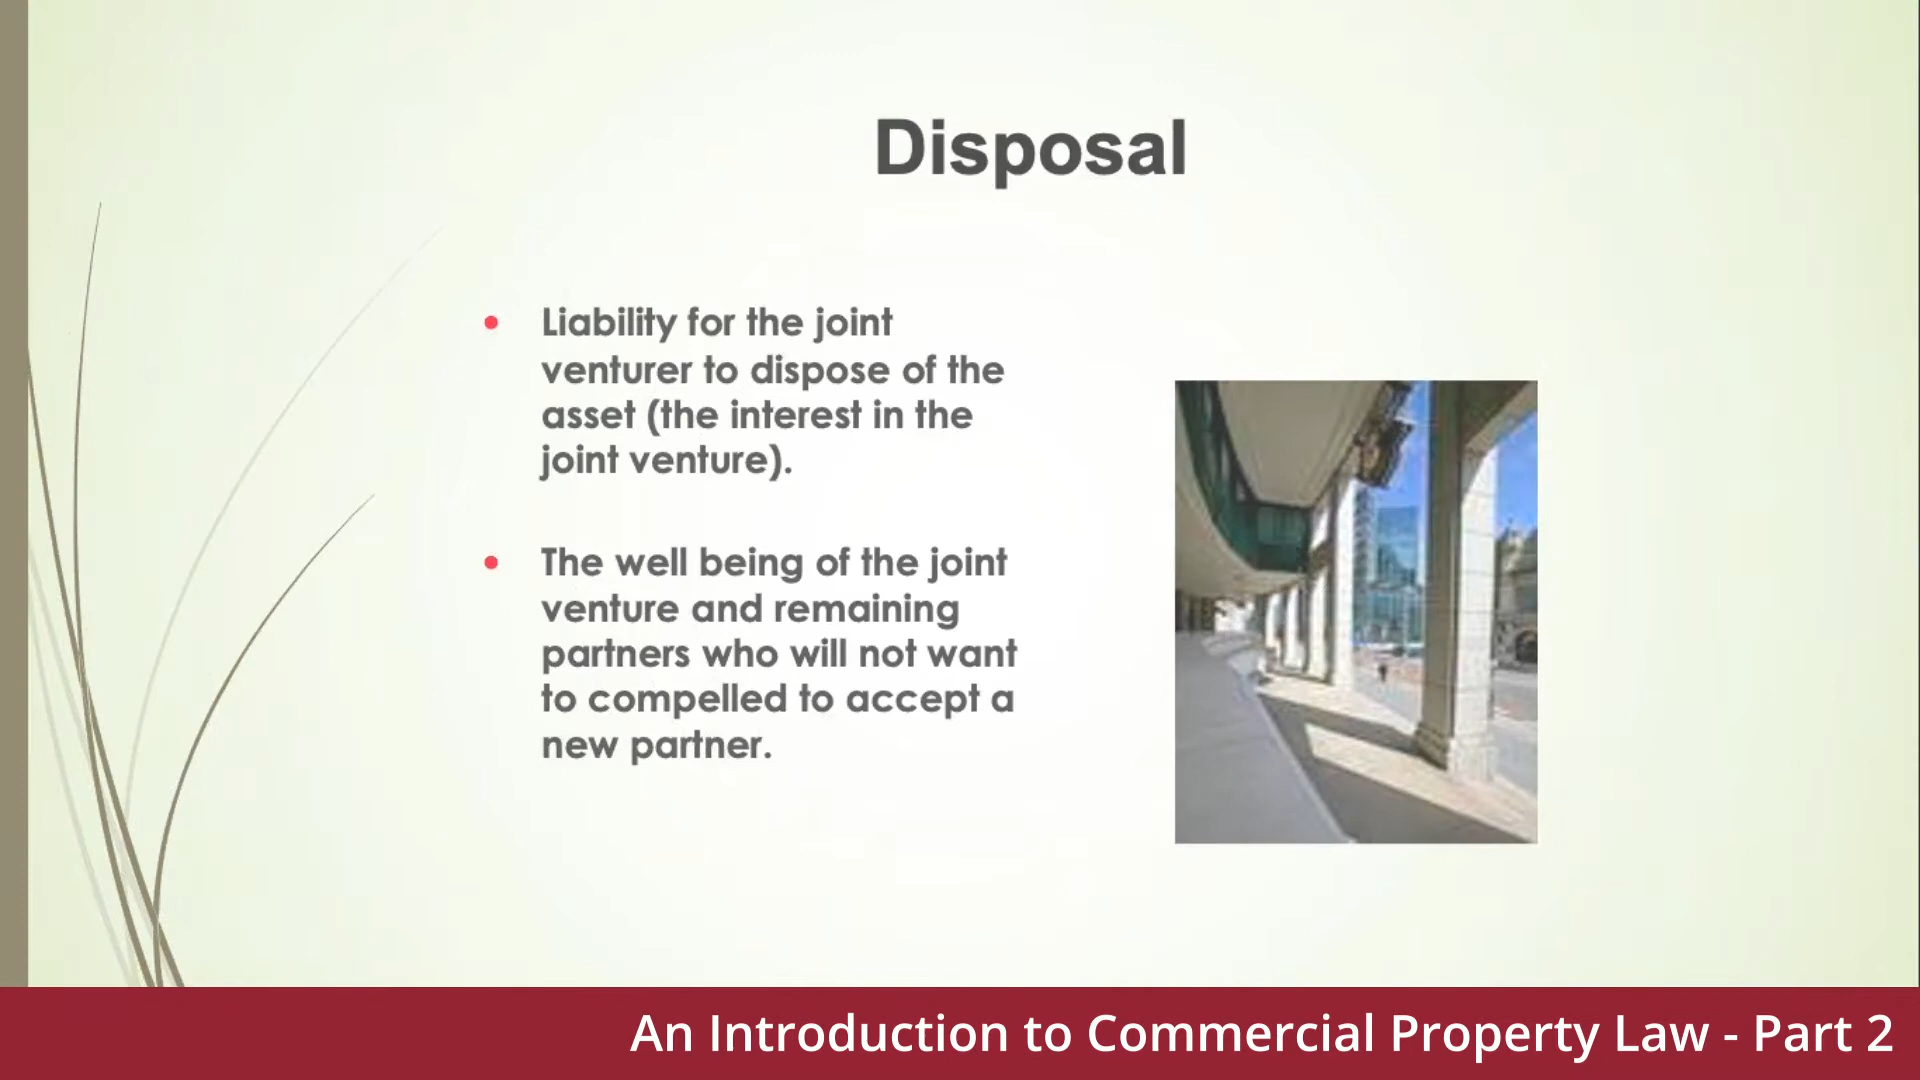 Disposal
Liability for the joint
venturer to dispose of the
asset (the interest in the
joint venture).
The well being of the joint
venture and remaining
partners who will not want
to compelled to accept a
new partner.
An Introduction to Commercial Property Law - Part 2